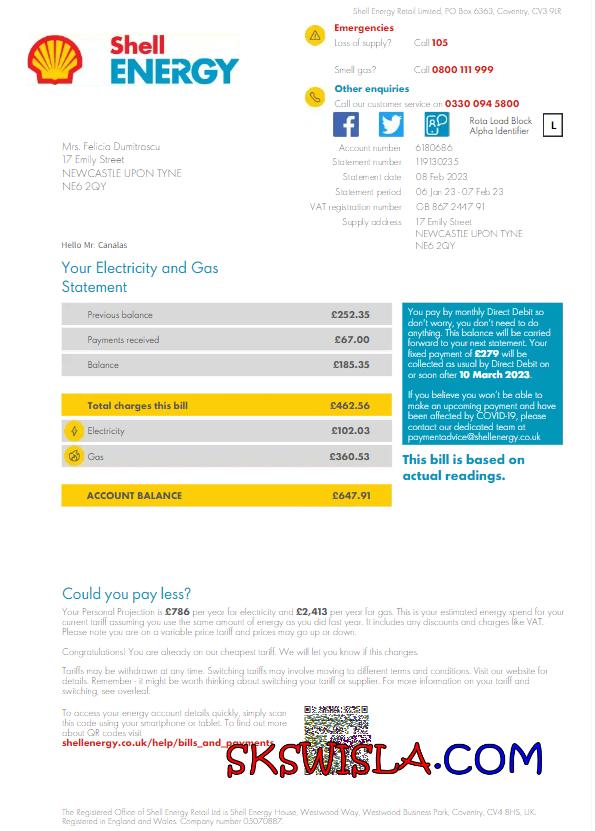 Shell Energy Retail Limited, PO Box 6363, Coventry, CV3 9LR
Shell
ENERGY
Emergencies
Loss of supply? Call 105
Smell gas? Call 0800 111 999
Other enquiries
Call our customer service on 0330 094 5800
Rota Load Block
Alpha Identifier
L
Mrs. Felicia Dumitrascu
17 Emily Street
NEWCASTLE UPON TYNE
NE6 2QY
Account number 6180686
Statement number 119130235
Statement date 08 Feb 2023
Statement period 06 Jan 23 - 07 Feb 23
VAT registration number GB 867 2447 91
Supply address 17 Emily Street
NEWCASTLE UPON TYNE
NE6 2QY
Hello Mr. Canalas
Your Electricity and Gas
Statement
Previous balance £252.35
Payments received £67.00
Balance £185.35
Total charges this bill £462.56
Electricity £102.03
Gas £360.53
ACCOUNT BALANCE £647.91
You pay by monthly Direct Debit so
don't worry, you don't need to do
anything. This balance will be carried
forward to your next statement. Your
fixed payment of £279 will be
collected as usual by Direct Debit on
or soon after 10 March 2023.
If you believe you won't be able to
make an upcoming payment and have
been affected by COVID-19, please
contact our dedicated team at
paymentadvice@shellenergy.co.uk
This bill is based on
actual readings.
Could you pay less?
Your Personal Projection is £786 per year for electricity and £2,413 per year for gas. This is your estimated energy spend for your
current tariff assuming you use the same amount of energy as you did last year. It includes any discounts and charges like VAT.
Please note you are on a variable price tariff and prices may go up or down.
Congratulations! You are already on our cheapest tariff. We will let you know if this changes.
Tariffs may be withdrawn at any time. Switching tariffs may involve moving to different terms and conditions. Visit our website for
details. Remember - it might be worth thinking about switching your tariff or supplier. For more information on your tariff and
switching, see overleaf.
To access your energy account details quickly, simply scan
this code using your smartphone or tablet. To find out more
about QR codes visit
shellenergy.co.uk/help/bills_and_payments
SKSWISLA.COM
The Registered Office of Shell Energy Retail Ltd is Shell Energy House, Westwood Way, Westwood Business Park, Coventry, CV4 8HS, UK.
Registered in England and Wales. Company number 05070887.